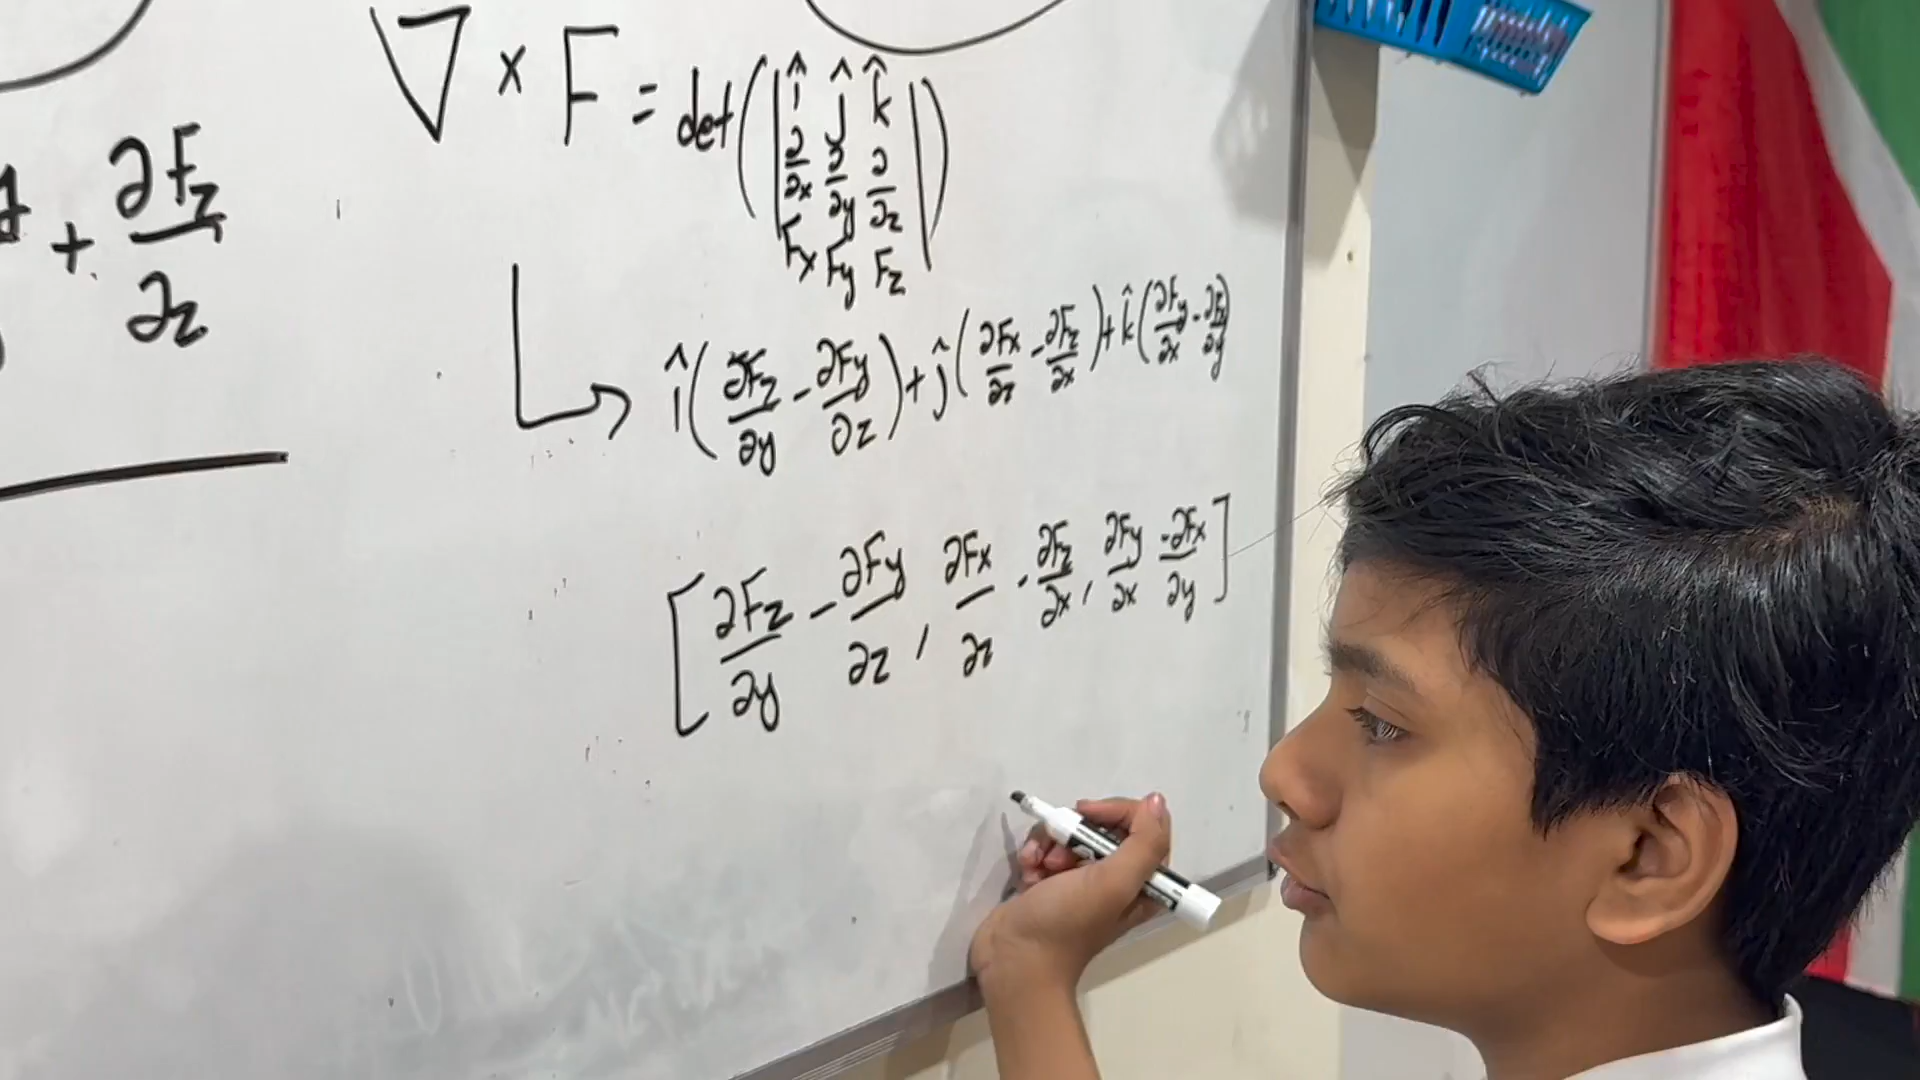 + ∂Fz/∂z
∇ × F = det(| î ĵ k̂ |)
∂/∂x ∂/∂y ∂/∂z
Fx Fy Fz
î(∂Fz/∂y - ∂Fy/∂z) + ĵ(∂Fx/∂z - ∂Fz/∂x) + k̂(∂Fy/∂x - ∂Fx/∂y)
[∂Fz/∂y - ∂Fy/∂z, ∂Fx/∂z - ∂Fz/∂x, ∂Fy/∂x - ∂Fx/∂y]